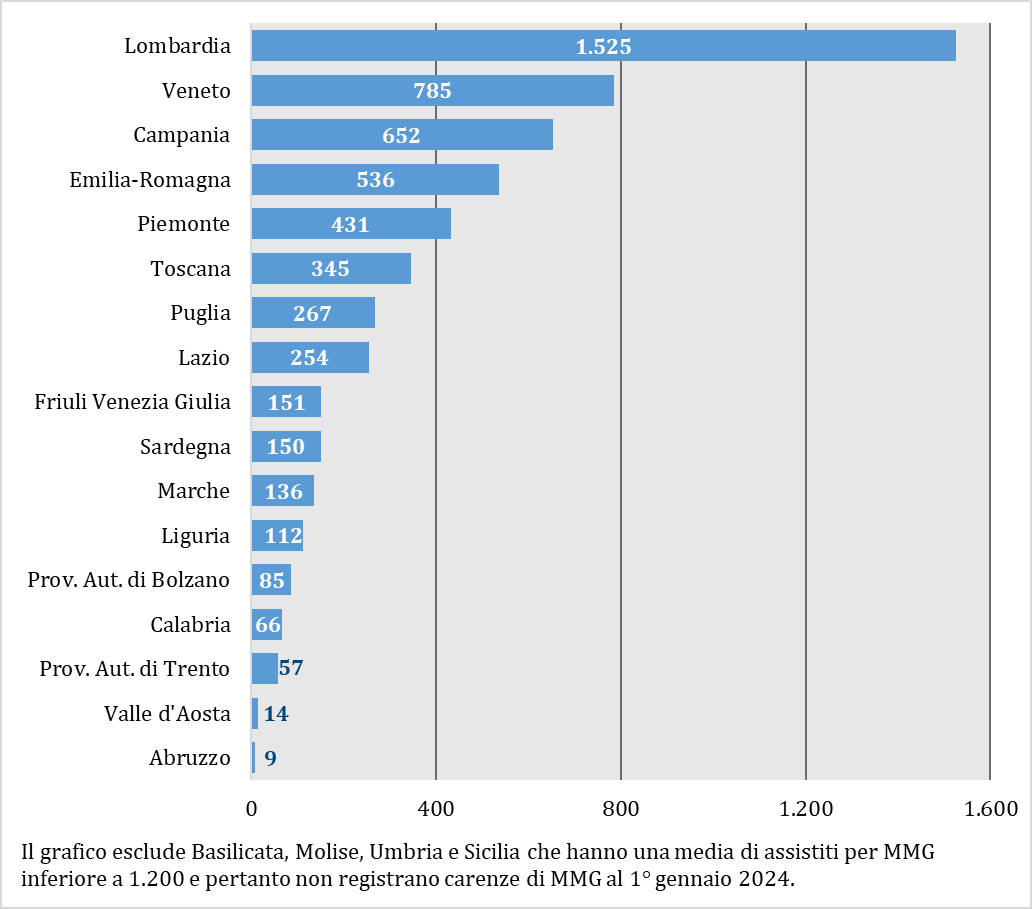 Lombardia 1.525
Veneto 785
Campania 652
Emilia-Romagna 536
Piemonte 431
Toscana 345
Puglia 267
Lazio 254
Friuli Venezia Giulia 151
Sardegna 150
Marche 136
Liguria 112
Prov. Aut. di Bolzano 85
Calabria 66
Prov. Aut. di Trento 57
Valle d'Aosta 14
Abruzzo 9
0 400 800 1.200 1.600
Il grafico esclude Basilicata, Molise, Umbria e Sicilia che hanno una media di assistiti per MMG
inferiore a 1.200 e pertanto non registrano carenze di MMG al 1° gennaio 2024.